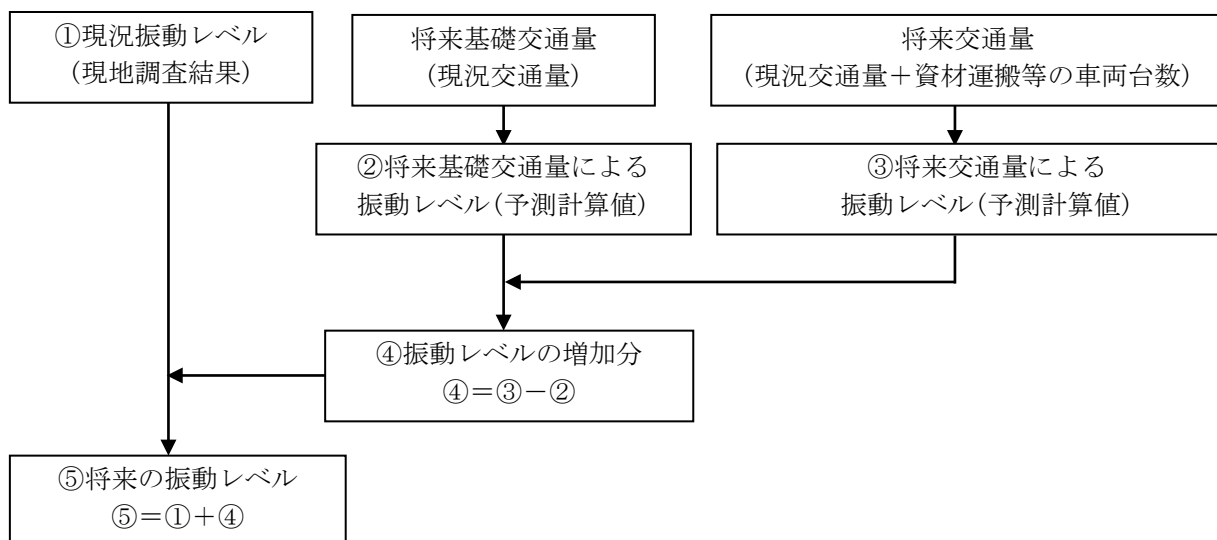 ①現況振動レベル
(現地調査結果)
将来基礎交通量
(現況交通量)
将来交通量
(現況交通量＋資材運搬等の車両台数)
②将来基礎交通量による
振動レベル(予測計算値)
③将来交通量による
振動レベル(予測計算値)
④振動レベルの増加分
④＝③－②
⑤将来の振動レベル
⑤＝①＋④